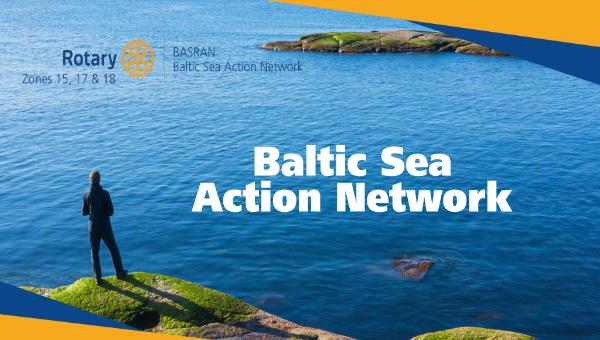 Rotary
Zones 15, 17 & 18
BASRAN
Baltic Sea Action Network
Baltic Sea
Action Network